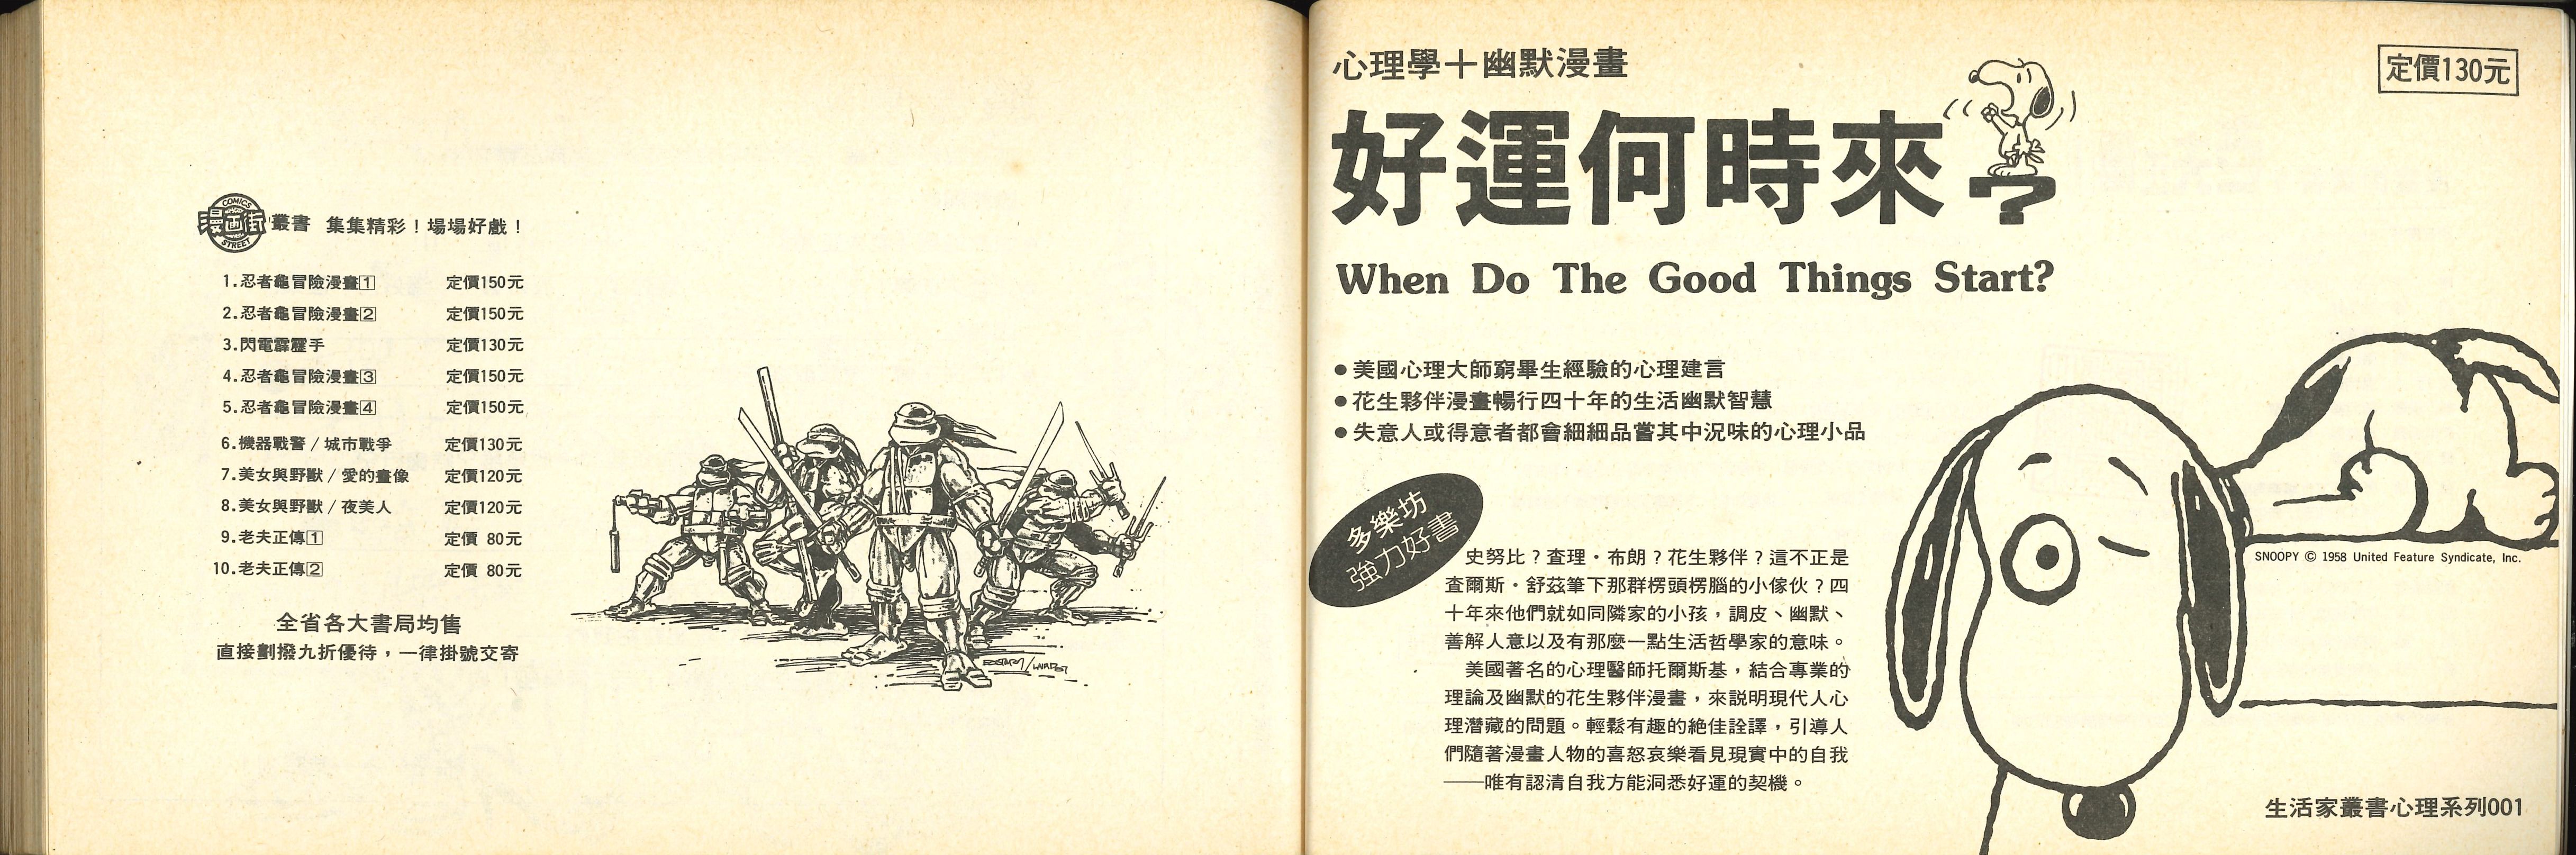 COMICS
漫画街
STREET
叢書 集集精彩！場場好戲！
1.忍者龜冒險漫畫1 定價150元
2.忍者龜冒險漫畫2 定價150元
3.閃電霹靂手 定價130元
4.忍者龜冒險漫畫3 定價150元
5.忍者龜冒險漫畫4 定價150元
6.機器戰警/城市戰爭 定價130元
7.美女與野獸/愛的畫像 定價120元
8.美女與野獸/夜美人 定價120元
9.老夫正傳1 定價 80元
10.老夫正傳2 定價 80元
全省各大書局均售
直接劃撥九折優待，一律掛號交寄
心理學＋幽默漫畫
定價130元
好運何時來?
When Do The Good Things Start?
●美國心理大師窮畢生經驗的心理建言
●花生夥伴漫畫暢行四十年的生活幽默智慧
●失意人或得意者都會細細品嘗其中況味的心理小品
多樂坊
強力好書
史努比？查理・布朗？花生夥伴？這不正是
查爾斯・舒茲筆下那群楞頭楞腦的小傢伙？四
十年來他們就如同隣家的小孩，調皮、幽默、
善解人意以及有那麼一點生活哲學家的意味。
美國著名的心理醫師托爾斯基，結合專業的
理論及幽默的花生夥伴漫畫，來説明現代人心
理潛藏的問題。輕鬆有趣的絶佳詮譯，引導人
們隨著漫畫人物的喜怒哀樂看見現實中的自我
——唯有認清自我方能洞悉好運的契機。
SNOOPY © 1958 United Feature Syndicate, Inc.
生活家叢書心理系列001